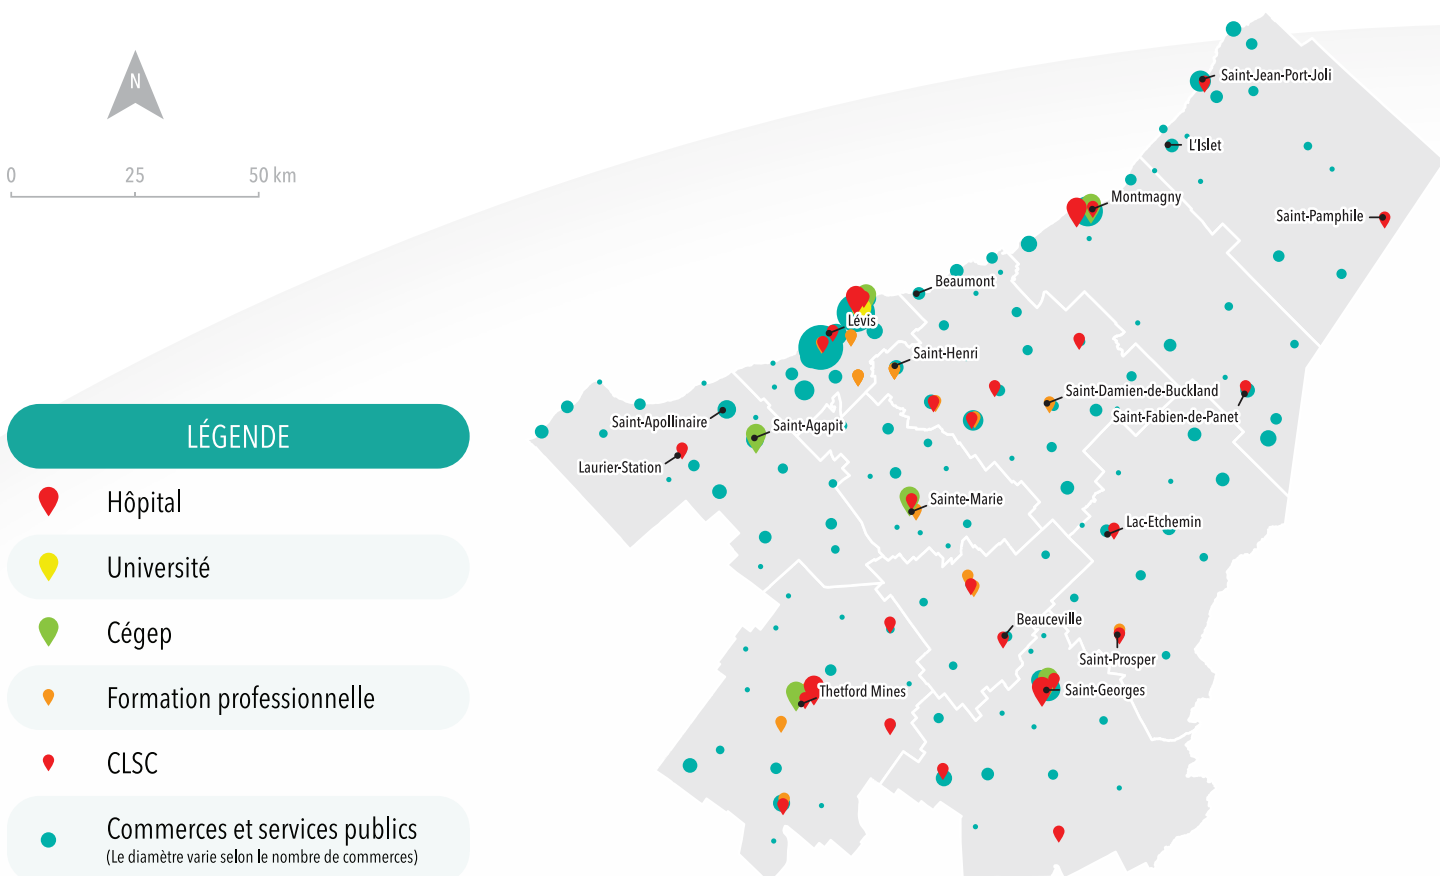 N
0 25 50 km
LÉGENDE
Hôpital
Université
Cégep
Formation professionnelle
CLSC
Commerces et services publics
(Le diamètre varie selon le nombre de commerces)
Saint-Jean-Port-Joli
L'Islet
Montmagny
Saint-Pamphile
Beaumont
Lévis
Saint-Henri
Saint-Damien-de-Buckland
Saint-Fabien-de-Panet
Saint-Apollinaire
Saint-Agapit
Laurier-Station
Sainte-Marie
Lac-Etchemin
Beauceville
Saint-Prosper
Thetford Mines
Saint-Georges